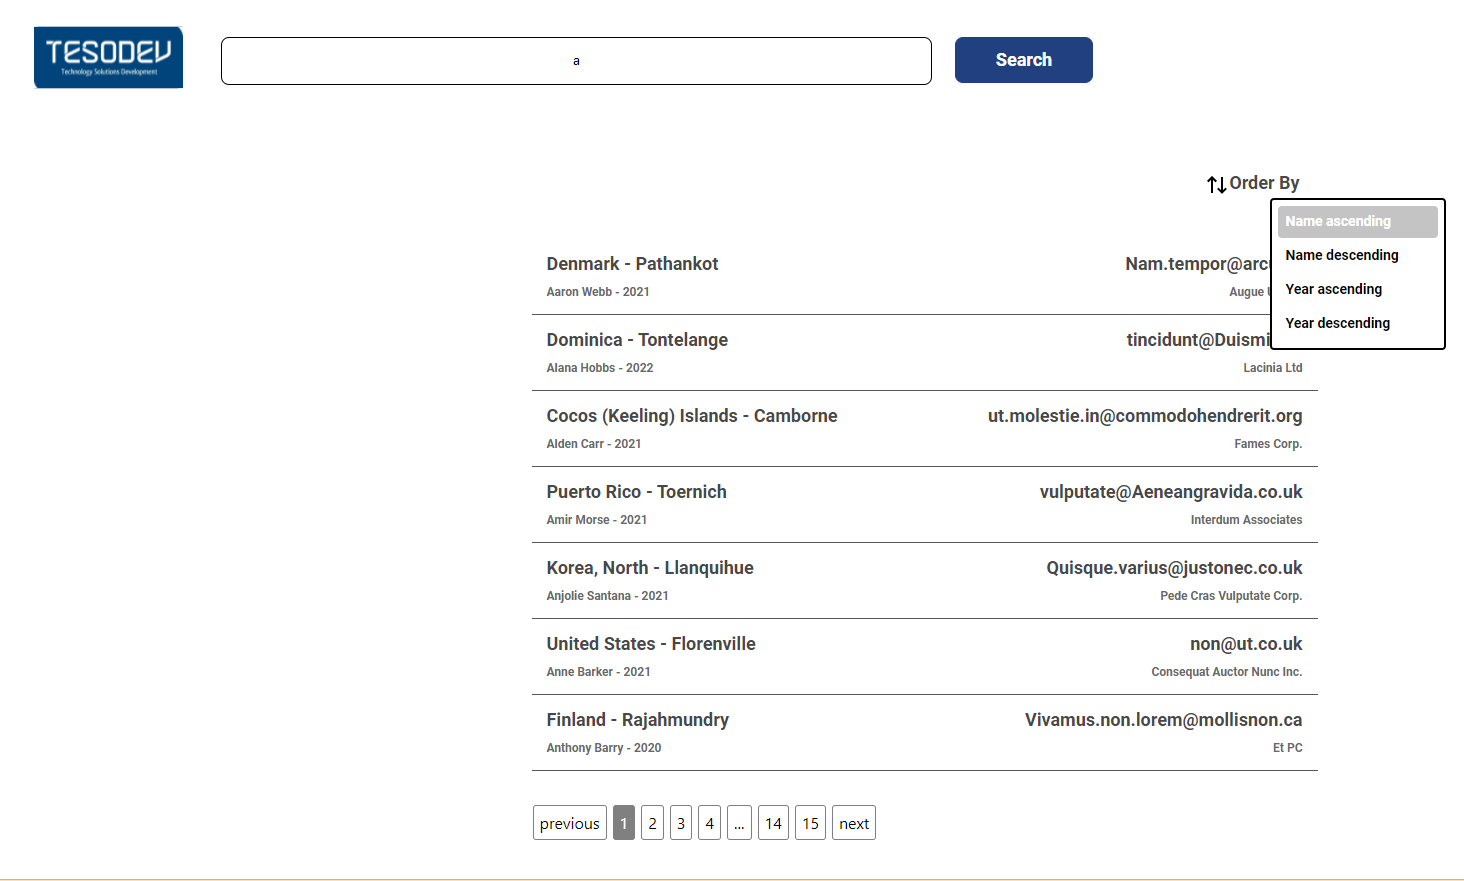 TESODEV
Technology Solutions Development
a
Search
Order By
Name ascending
Name descending
Year ascending
Year descending
Denmark - Pathankot
Nam.tempor@arc
Aaron Webb - 2021
Augue
Dominica - Tontelange
tincidunt@Duismi
Alana Hobbs - 2022
Lacinia Ltd
Cocos (Keeling) Islands - Camborne
ut.molestie.in@commodohendrerit.org
Alden Carr - 2021
Fames Corp.
Puerto Rico - Toernich
vulputate@Aeneangravida.co.uk
Amir Morse - 2021
Interdum Associates
Korea, North - Llanquihue
Quisque.varius@justonec.co.uk
Anjolie Santana - 2021
Pede Cras Vulputate Corp.
United States - Florenville
non@ut.co.uk
Anne Barker - 2021
Consequat Auctor Nunc Inc.
Finland - Rajahmundry
Vivamus.non.lorem@mollisnon.ca
Anthony Barry - 2020
Et PC
previous 1 2 3 4 ... 14 15 next